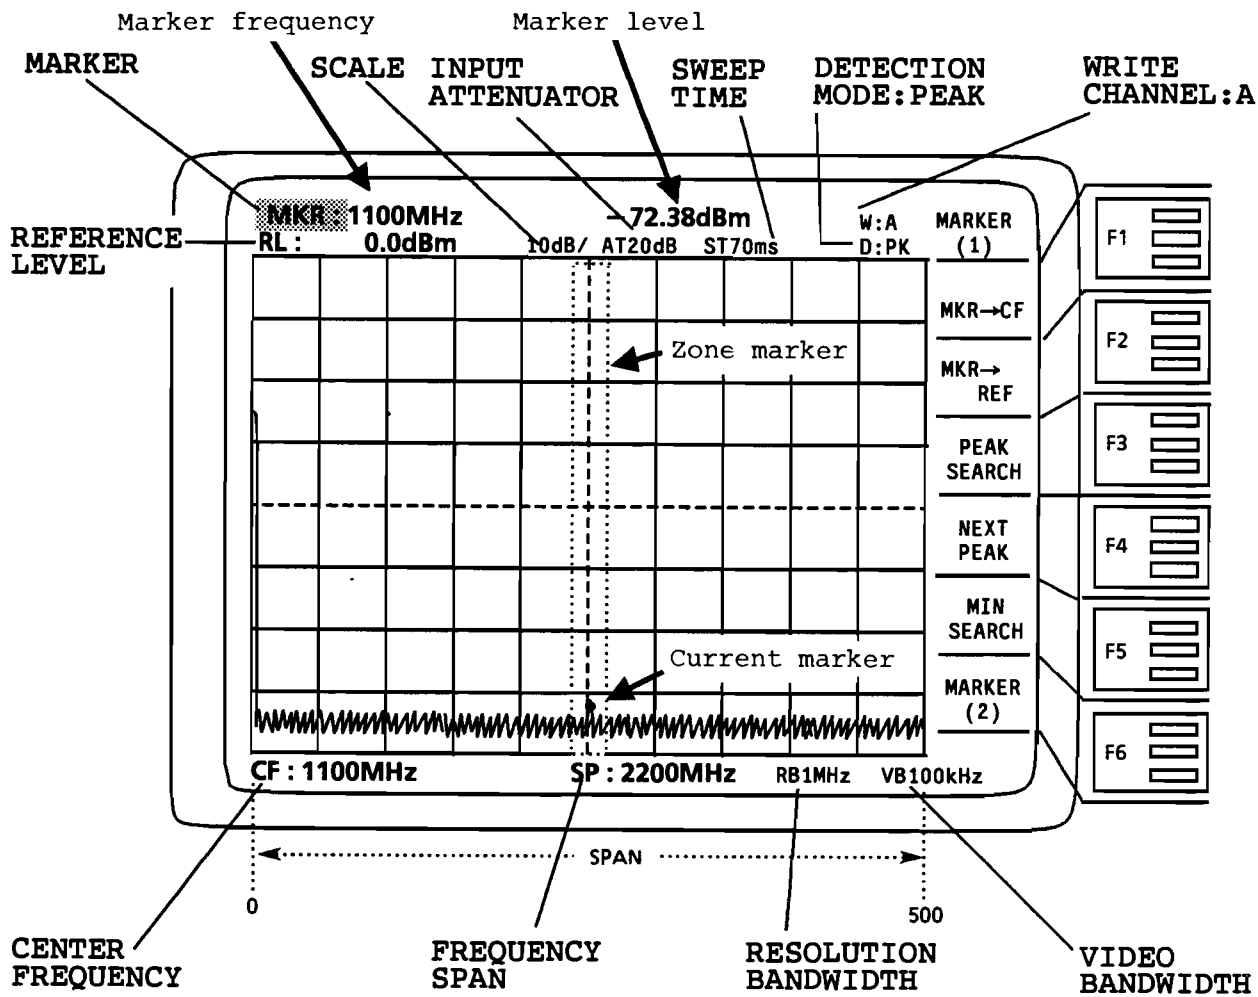 Marker frequency
Marker level
MARKER
SCALE
INPUT
ATTENUATOR
SWEEP
TIME
DETECTION
MODE:PEAK
WRITE
CHANNEL:A
MKR : 1100MHz
-72.38dBm
W:A
MARKER
(1)
REFERENCE
LEVEL
RL : 0.0dBm
10dB/ AT20dB ST70ms
D:PK
F1
MKR→CF
F2
Zone marker
MKR→
REF
F3
PEAK
SEARCH
NEXT
PEAK
F4
MIN
SEARCH
F5
Current marker
MARKER
(2)
F6
CF : 1100MHz
SP : 2200MHz
RB1MHz
VB100kHz
SPAN
0
500
CENTER
FREQUENCY
FREQUENCY
SPAN
RESOLUTION
BANDWIDTH
VIDEO
BANDWIDTH